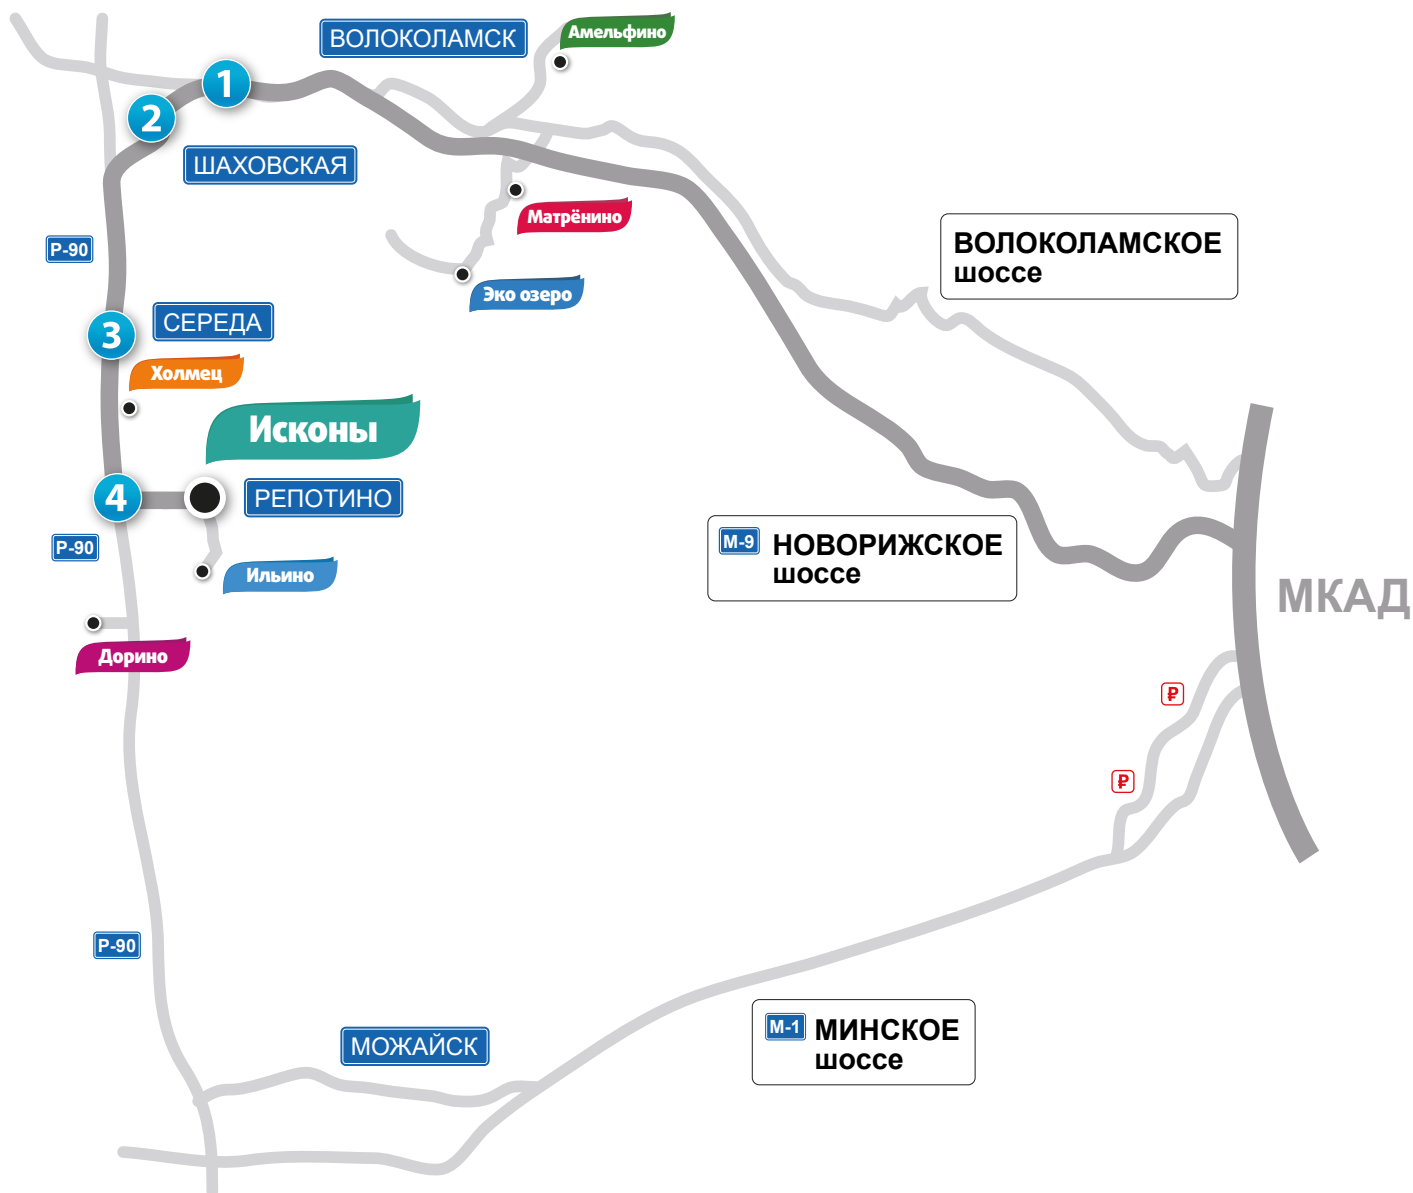 ВОЛОКОЛАМСК
Амельфино
1
2
ШАХОВСКАЯ
Матрёнино
Р-90
ВОЛОКОЛАМСКОЕ
шоссе
Эко озеро
3
СЕРЕДА
Холмец
Исконы
4
РЕПОТИНО
Р-90
М-9 НОВОРИЖСКОЕ
шоссе
Ильино
МКАД
Дорино
₽
₽
Р-90
МОЖАЙСК
М-1 МИНСКОЕ
шоссе